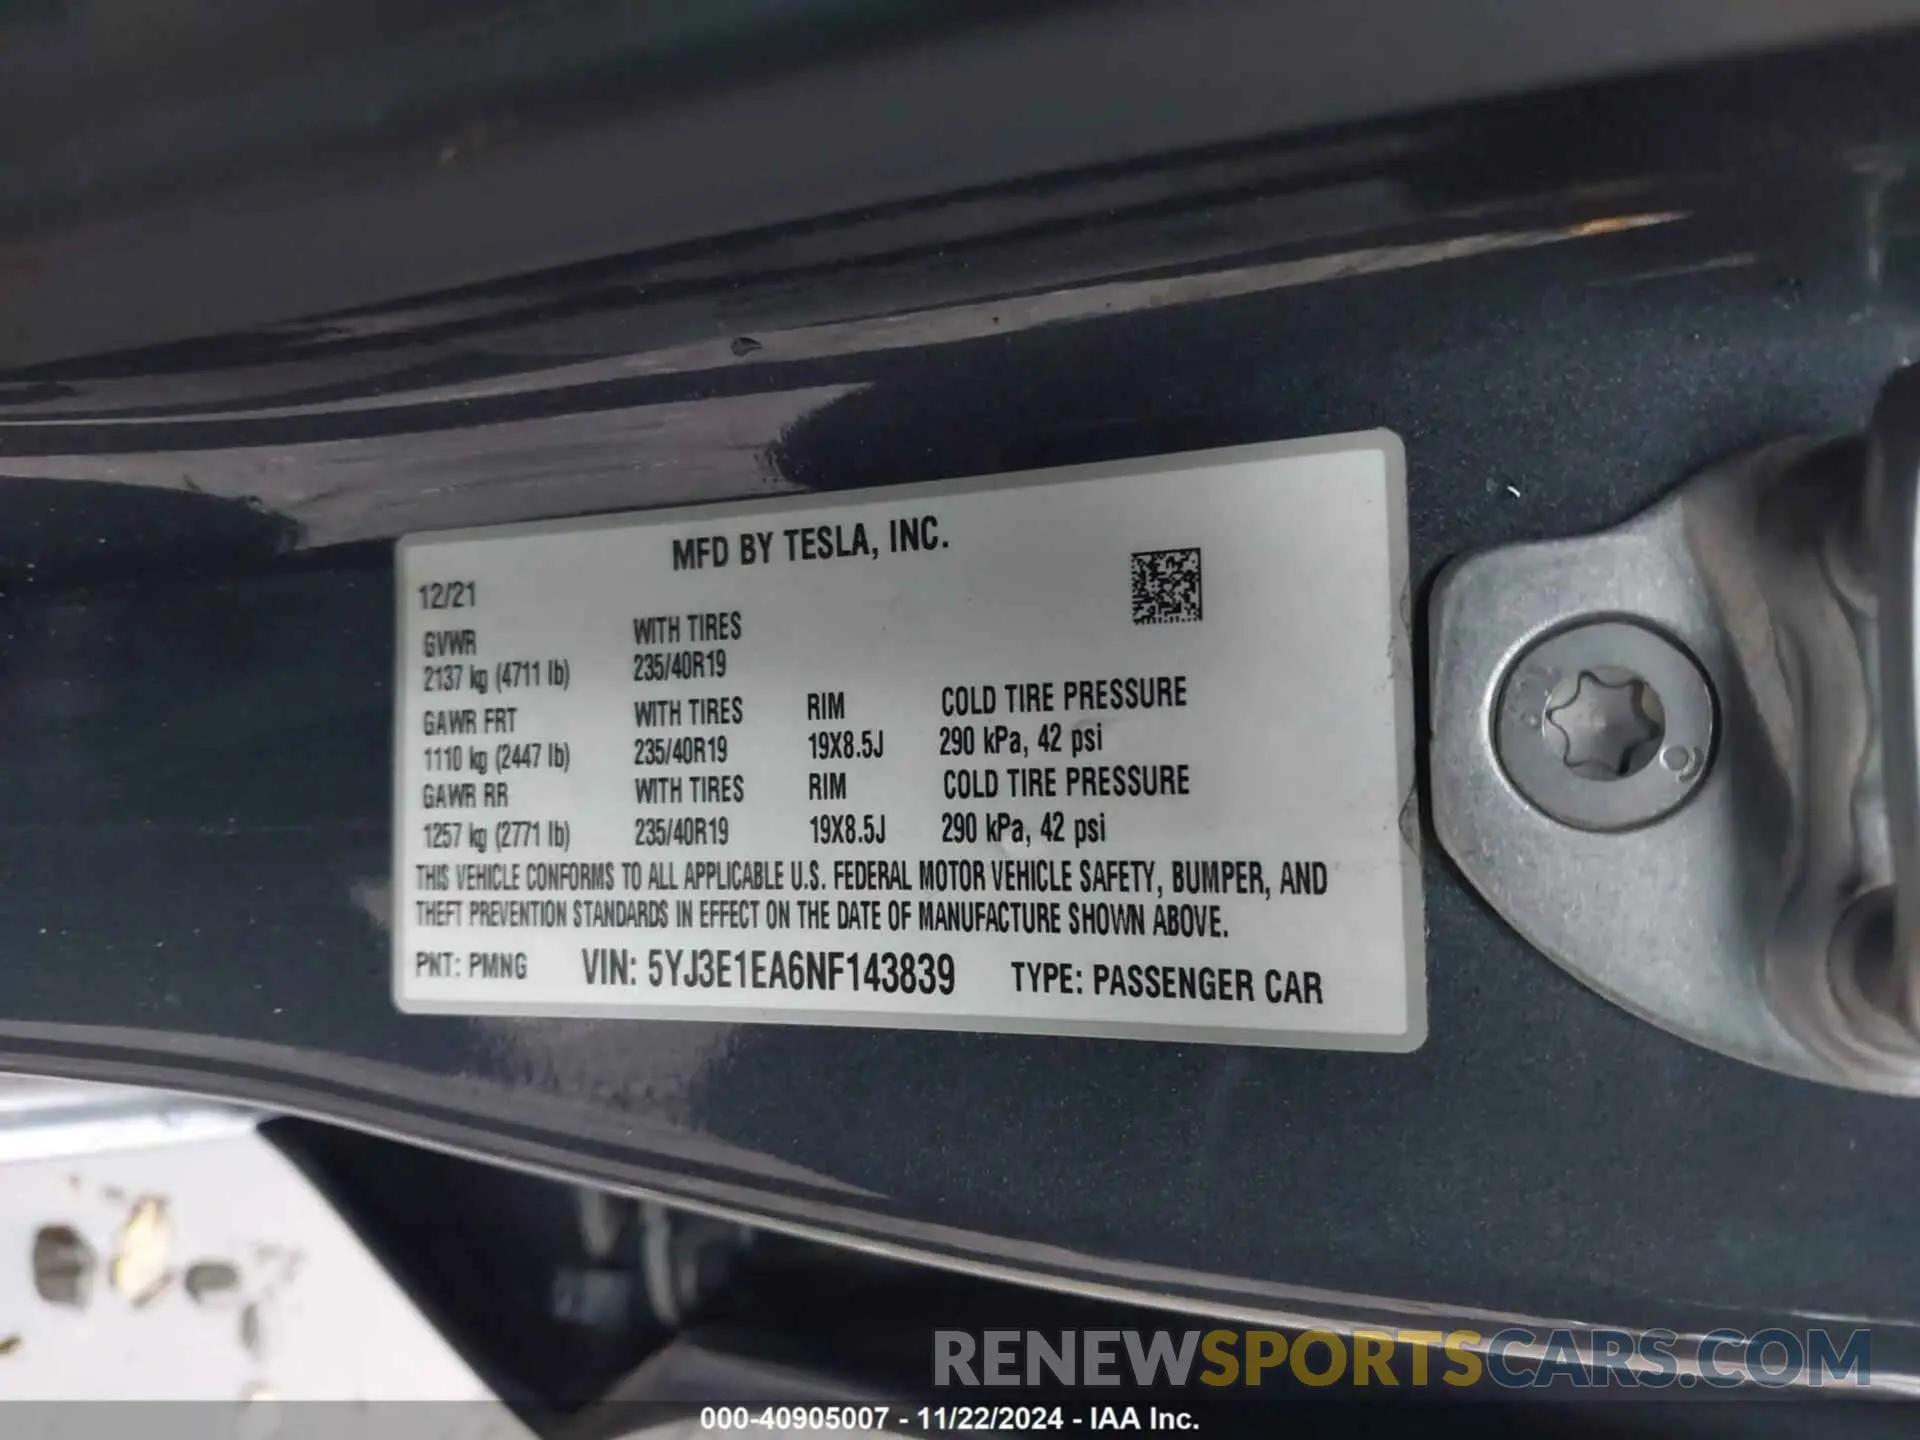 MFD BY TESLA, INC.
12/21
GVWR WITH TIRES
2137 kg (4711 lb) 235/40R19
GAWR FRT WITH TIRES RIM COLD TIRE PRESSURE
1110 kg (2447 lb) 235/40R19 19X8.5J 290 kPa, 42 psi
GAWR RR WITH TIRES RIM COLD TIRE PRESSURE
1257 kg (2771 lb) 235/40R19 19X8.5J 290 kPa, 42 psi
THIS VEHICLE CONFORMS TO ALL APPLICABLE U.S. FEDERAL MOTOR VEHICLE SAFETY, BUMPER, AND
THEFT PREVENTION STANDARDS IN EFFECT ON THE DATE OF MANUFACTURE SHOWN ABOVE.
PNT: PMNG VIN: 5YJ3E1EA6NF143839 TYPE: PASSENGER CAR
9
RENEWSPORTSCARS.COM
000-40905007 - 11/22/2024 - IAA Inc.